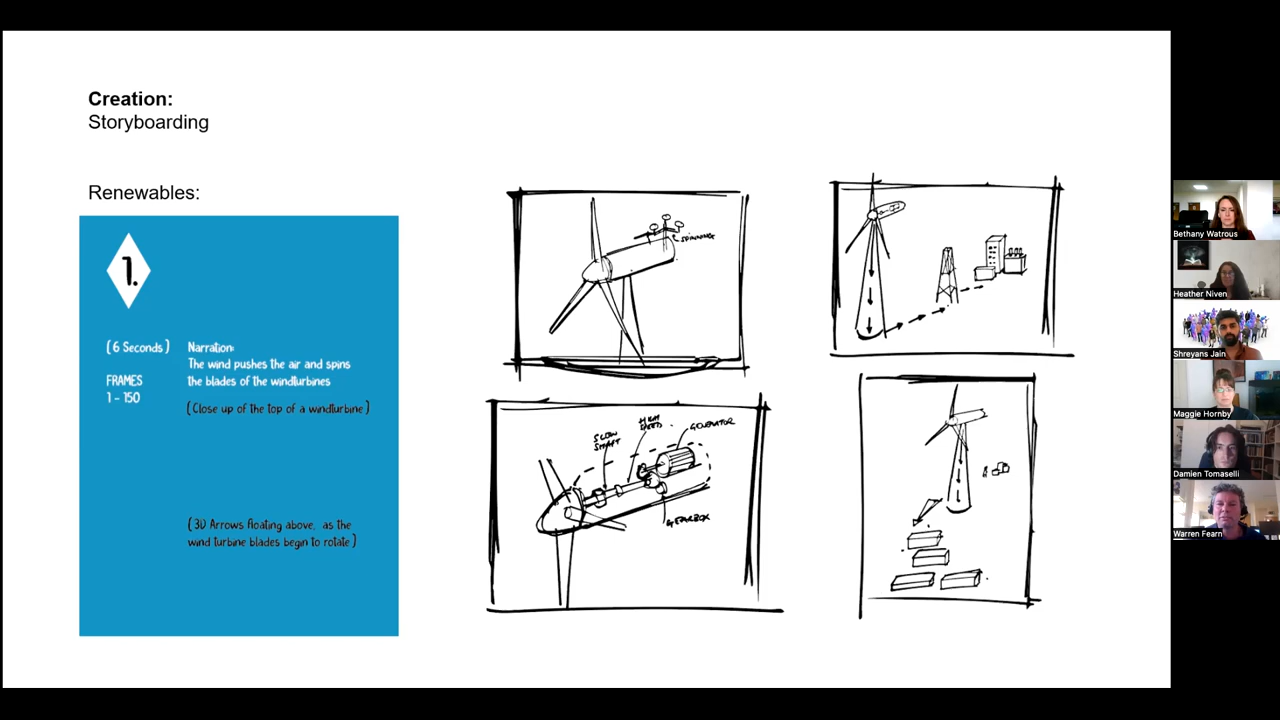 Creation:
Storyboarding
Renewables:
1.
(6 Seconds)
Narration:
The wind pushes the air and spins
the blades of the windturbines
FRAMES
1 - 150
(Close up of the top of a windturbine)
(3D Arrows floating above, as the
wind turbine blades begin to rotate)
SLOW
SHAFT
HIGH
SPEED
GENERATOR
GEARBOX
Bethany Watrous
Heather Niven
Shreyans Jain
Maggie Hornby
Damien Tomaselli
Warren Fearn